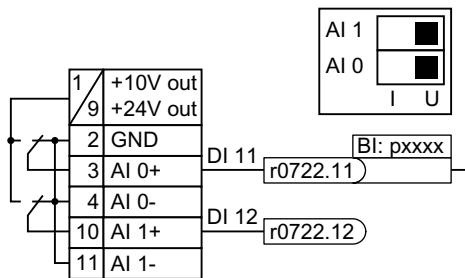 AI 1
AI 0
I U
1 +10V out
9 +24V out
2 GND
3 AI 0+
DI 11
r0722.11
BI: pxxxx
4 AI 0-
10 AI 1+
DI 12
r0722.12
11 AI 1-